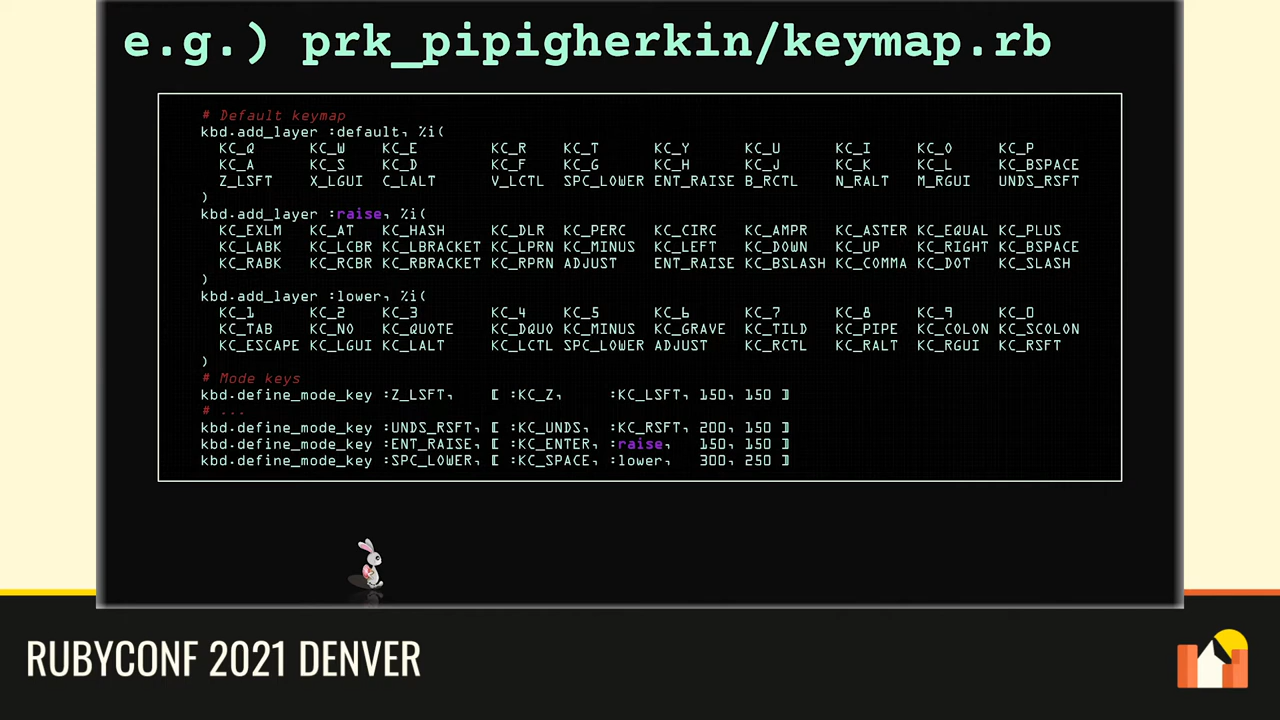 e.g.) prk_pipigherkin/keymap.rb
# Default keymap
kbd.add_layer :default, %i(
KC_Q KC_W KC_E KC_R KC_T KC_Y KC_U KC_I KC_O KC_P
KC_A KC_S KC_D KC_F KC_G KC_H KC_J KC_K KC_L KC_BSPACE
Z_LSFT X_LGUI C_LALT V_LCTL SPC_LOWER ENT_RAISE B_RCTL N_RALT M_RGUI UNDS_RSFT
)
kbd.add_layer :raise, %i(
KC_EXLM KC_AT KC_HASH KC_DLR KC_PERC KC_CIRC KC_AMPR KC_ASTER KC_EQUAL KC_PLUS
KC_LABK KC_LCBR KC_LBRACKET KC_LPRN KC_MINUS KC_LEFT KC_DOWN KC_UP KC_RIGHT KC_BSPACE
KC_RABK KC_RCBR KC_RBRACKET KC_RPRN ADJUST ENT_RAISE KC_BSLASH KC_COMMA KC_DOT KC_SLASH
)
kbd.add_layer :lower, %i(
KC_1 KC_2 KC_3 KC_4 KC_5 KC_6 KC_7 KC_8 KC_9 KC_0
KC_TAB KC_NO KC_QUOTE KC_DQUO KC_MINUS KC_GRAVE KC_TILD KC_PIPE KC_COLON KC_SCOLON
KC_ESCAPE KC_LGUI KC_LALT KC_LCTL SPC_LOWER ADJUST KC_RCTL KC_RALT KC_RGUI KC_RSFT
)
# Mode keys
kbd.define_mode_key :Z_LSFT, [ :KC_Z, :KC_LSFT, 150, 150 ]
# ...
kbd.define_mode_key :UNDS_RSFT, [ :KC_UNDS, :KC_RSFT, 200, 150 ]
kbd.define_mode_key :ENT_RAISE, [ :KC_ENTER, :raise, 150, 150 ]
kbd.define_mode_key :SPC_LOWER, [ :KC_SPACE, :lower, 300, 250 ]
RUBYCONF 2021 DENVER